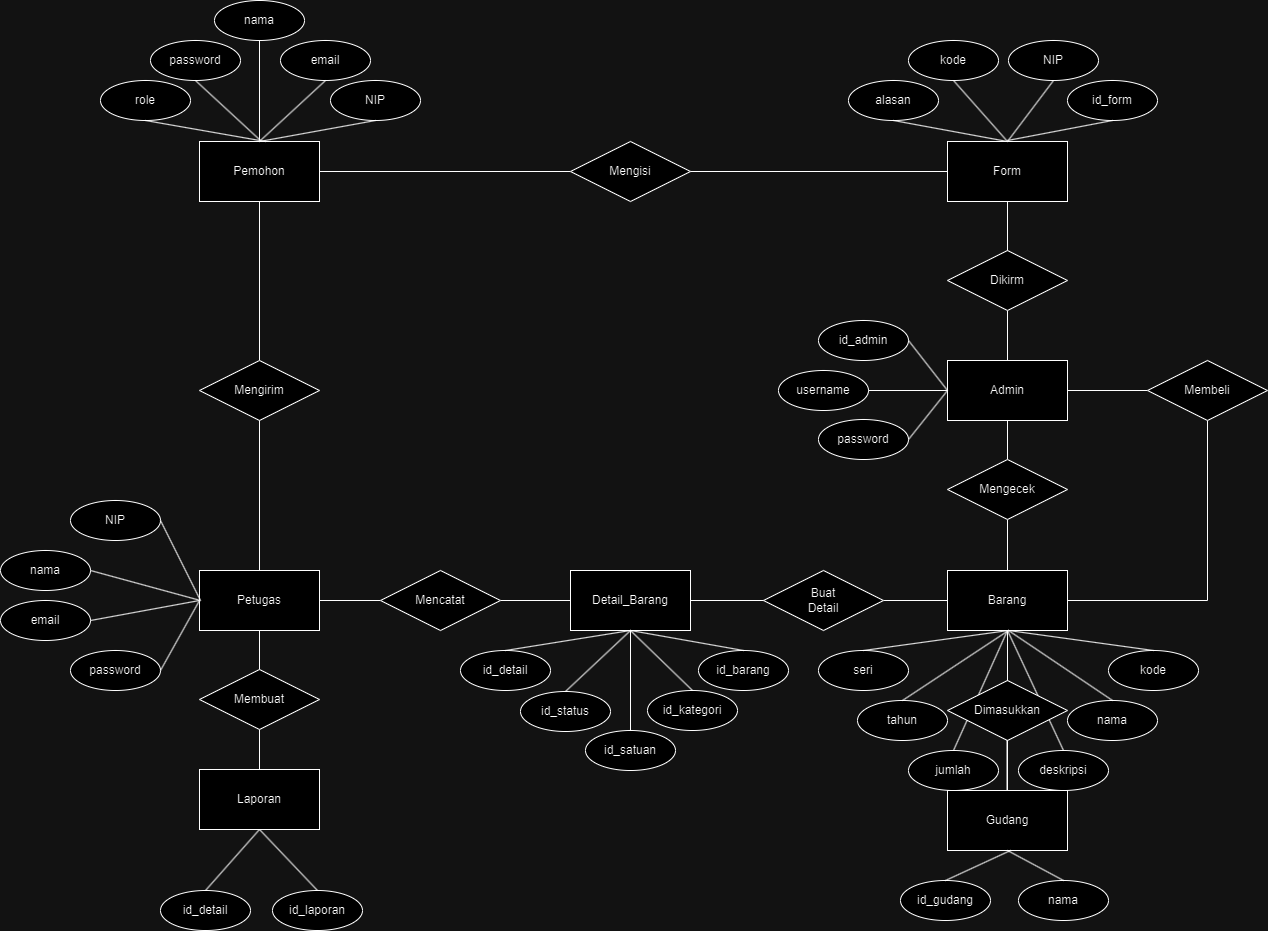 nama
password
email
role
NIP
kode
NIP
alasan
id_form
Pemohon
Mengisi
Form
Dikirm
id_admin
username
password
Admin
Membeli
Mengirim
Mengecek
NIP
nama
email
password
Petugas
Mencatat
Detail_Barang
Buat
Detail
Barang
id_detail
id_status
id_satuan
id_kategori
id_barang
seri
tahun
jumlah
Dimasukkan
deskripsi
nama
kode
Membuat
Laporan
Gudang
id_detail
id_laporan
id_gudang
nama